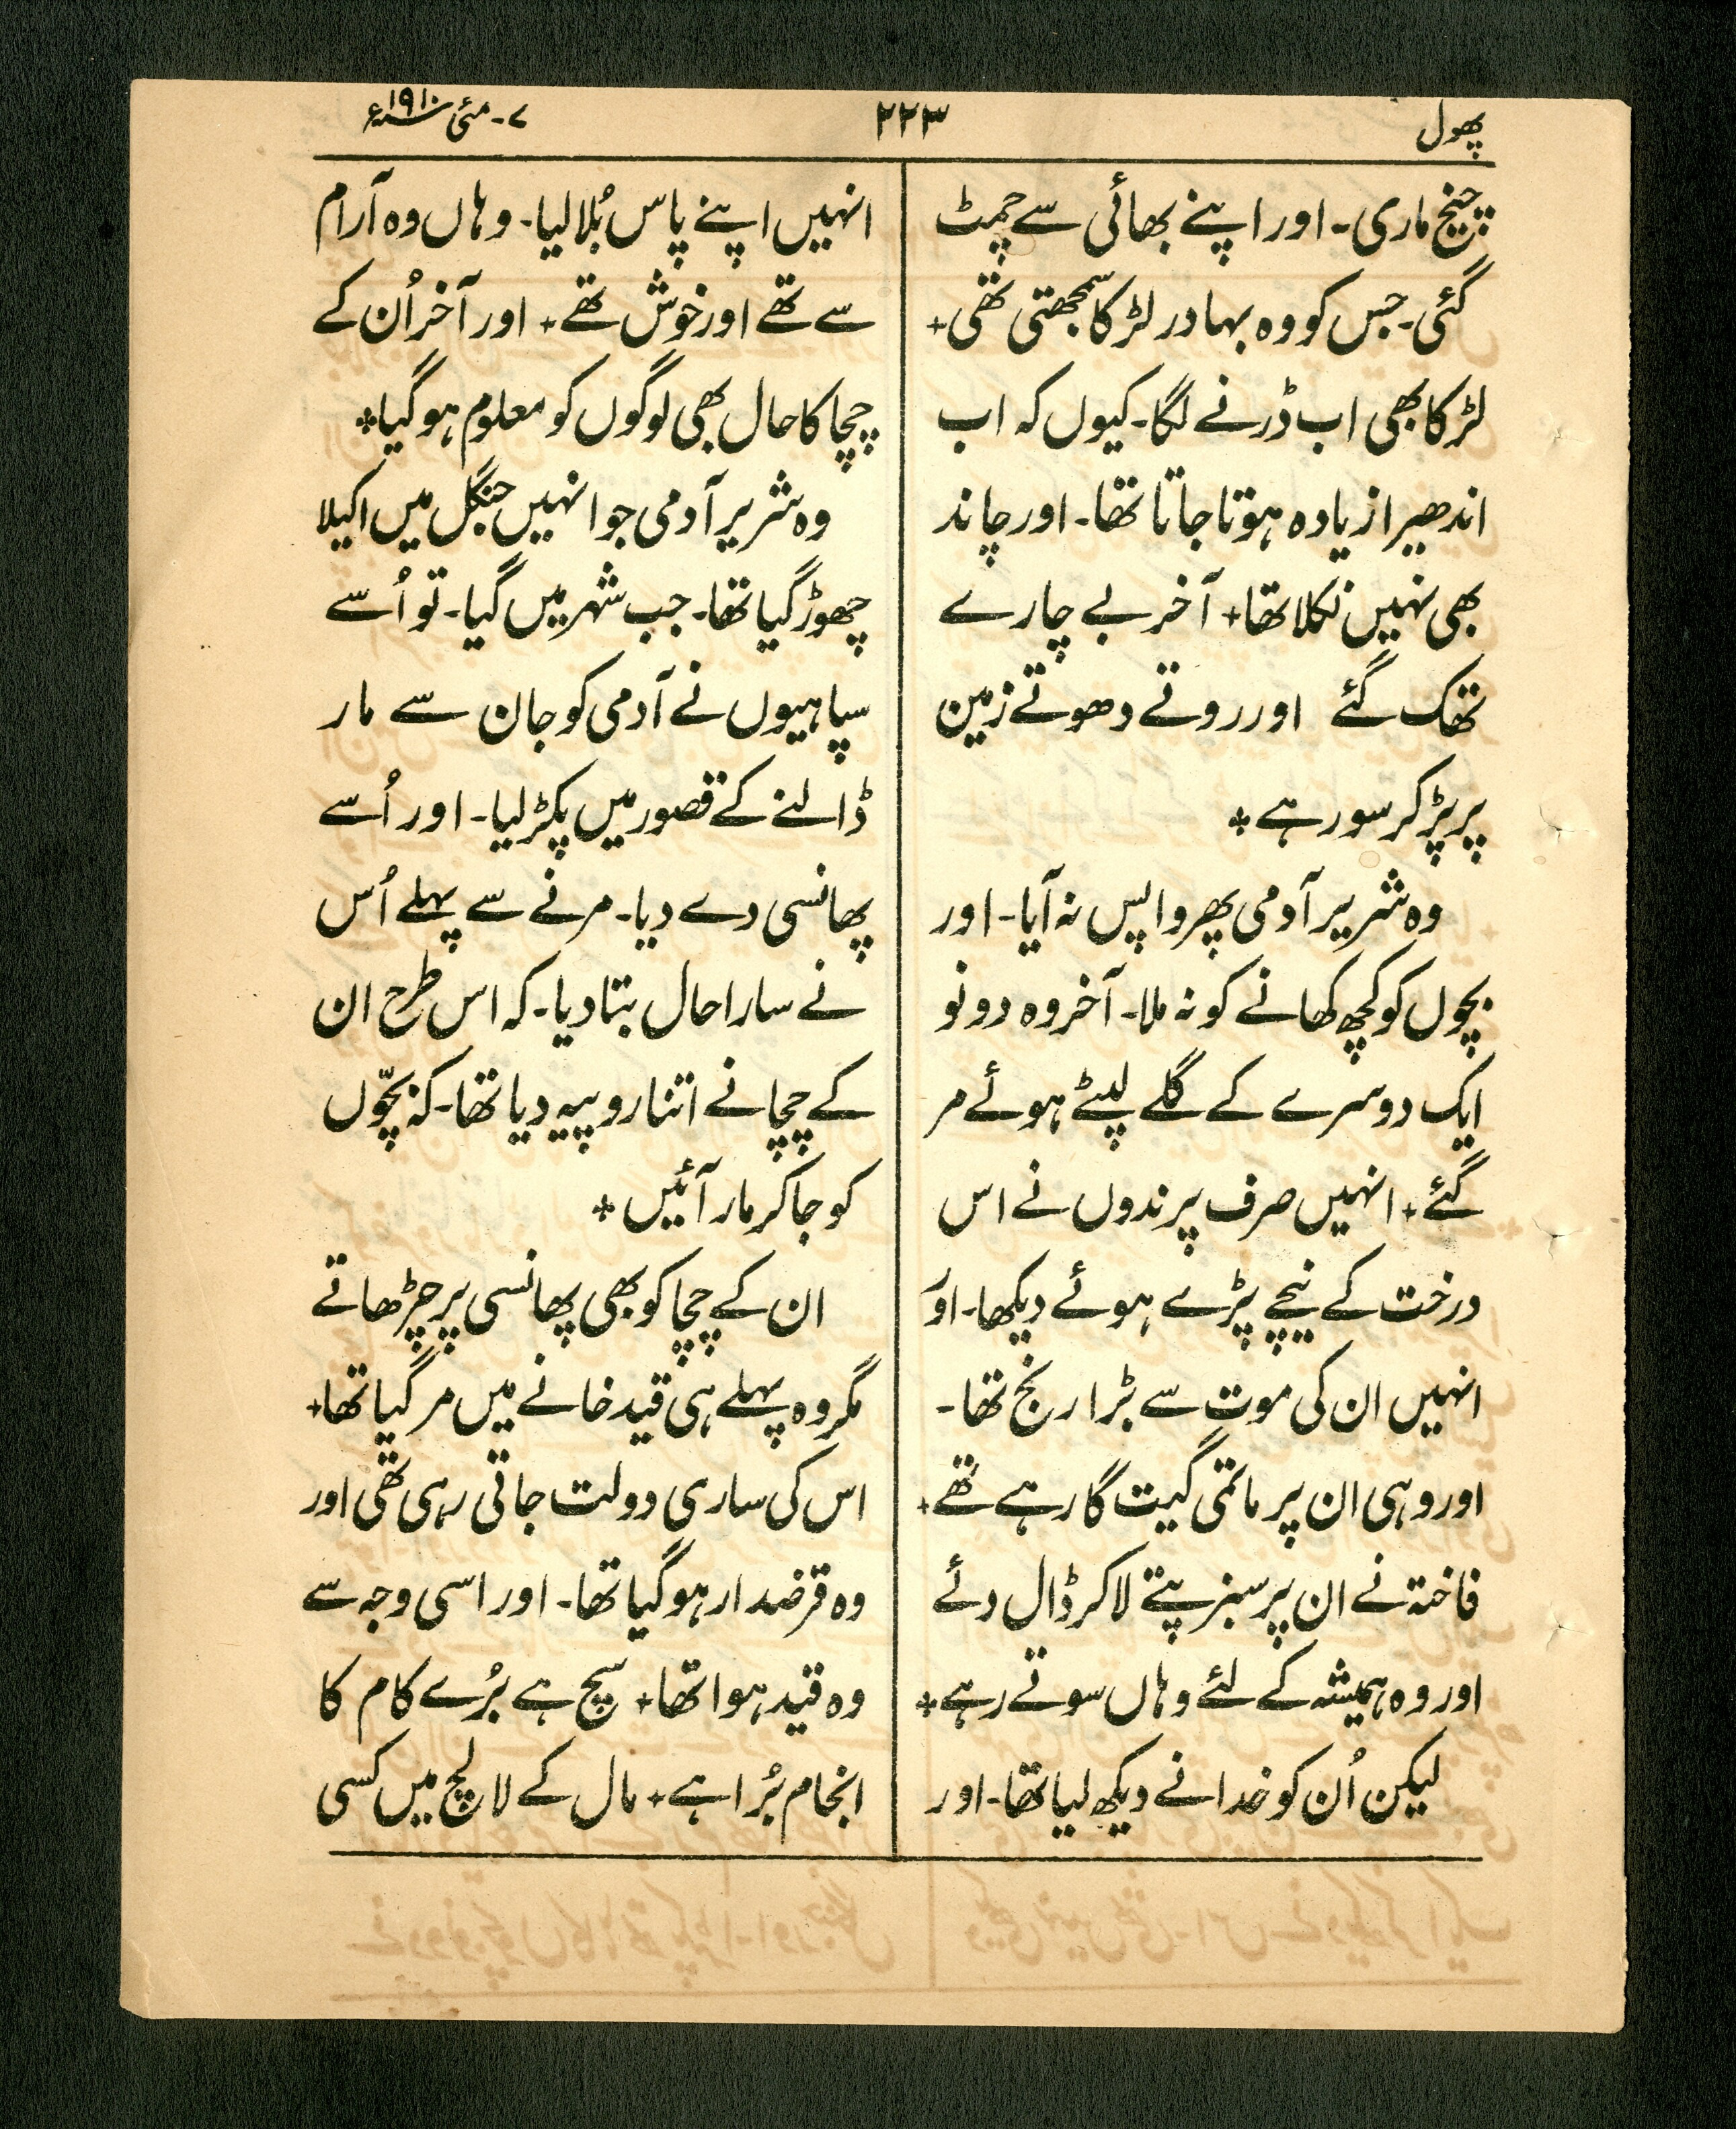 پھول
۲۲۳
۷۔ مئی ۱۹۱۰ء
چیخ ماری۔ اور اپنے بھائی سے چمٹ
گئی۔ جس کو وہ بہادر لڑکا سمجھتی تھی+
لڑکا بھی اب ڈرنے لگا۔ کیوں کہ اب
اندھیرا زیادہ ہوتا جاتا تھا۔ اور چاند
بھی نہیں نکلا تھا+ آخر بے چارے
تھک گئے اور روتے دھوتے زمین
پر پڑ کر سو رہے +
وہ شریر آدمی پھر واپس نہ آیا۔ اور
بچوں کو کچھ کھانے کو نہ ملا۔ آخر وہ دونو
ایک دوسرے کے گلے لپٹے ہوئے مر
گئے+ انہیں صرف پرندوں نے اس
درخت کے نیچے پڑے ہوئے دیکھا۔ اور
انہیں ان کی موت سے بڑا رنج تھا۔
اور وہی ان پر ماتمی گیت گا رہے تھے+
فاختہ نے ان پر سبز پتے لا کر ڈال دئے
اور وہ ہمیشہ کے لئے وہاں سوتے رہے+
لیکن اُن کو خدا نے دیکھ لیا تھا۔ اور
انہیں اپنے پاس بُلا لیا۔ وہاں وہ آرام
سے تھے اور خوش تھے+ اور آخر اُن کے
چچا کا حال بھی لوگوں کو معلوم ہو گیا+
وہ شریر آدمی جو انہیں جنگل میں اکیلا
چھوڑ گیا تھا۔ جب شہر میں گیا۔ تو اُسے
سپاہیوں نے آدمی کو جان سے مار
ڈالنے کے قصور میں پکڑ لیا۔ اور اُسے
پھانسی دے دیا۔ مرنے سے پہلے اُس
نے سارا حال بتا دیا۔ کہ اس طرح ان
کے چچا نے اتنا روپیہ دیا تھا۔ کہ بچّوں
کو جا کر مار آئیں +
ان کے چچا کو بھی پھانسی پر چڑھاتے
مگر وہ پہلے ہی قید خانے میں مر گیا تھا+
اس کی ساری دولت جاتی رہی تھی اور
وہ قرضدار ہو گیا تھا۔ اور اسی وجہ سے
وہ قید ہوا تھا+ سچ ہے بُرے کام کا
انجام بُرا ہے+ مال کے لالچ میں کسی